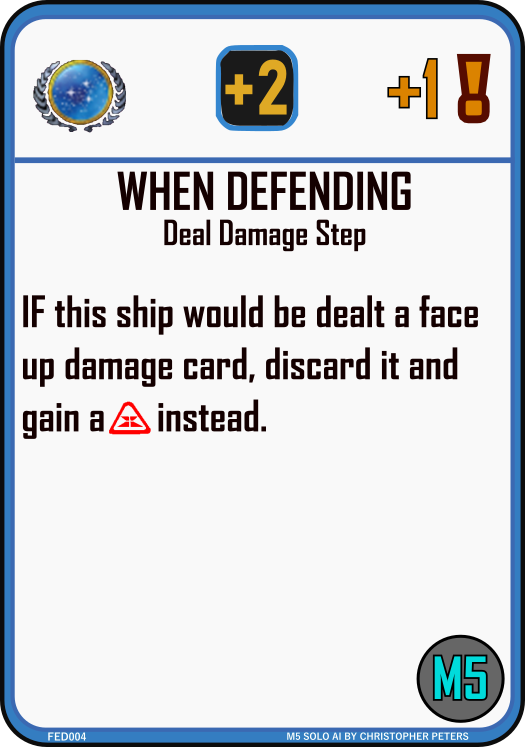 +2
+1 !
WHEN DEFENDING
Deal Damage Step
IF this ship would be dealt a face
up damage card, discard it and
gain a instead.
M5
FED004 M5 SOLO AI BY CHRISTOPHER PETERS